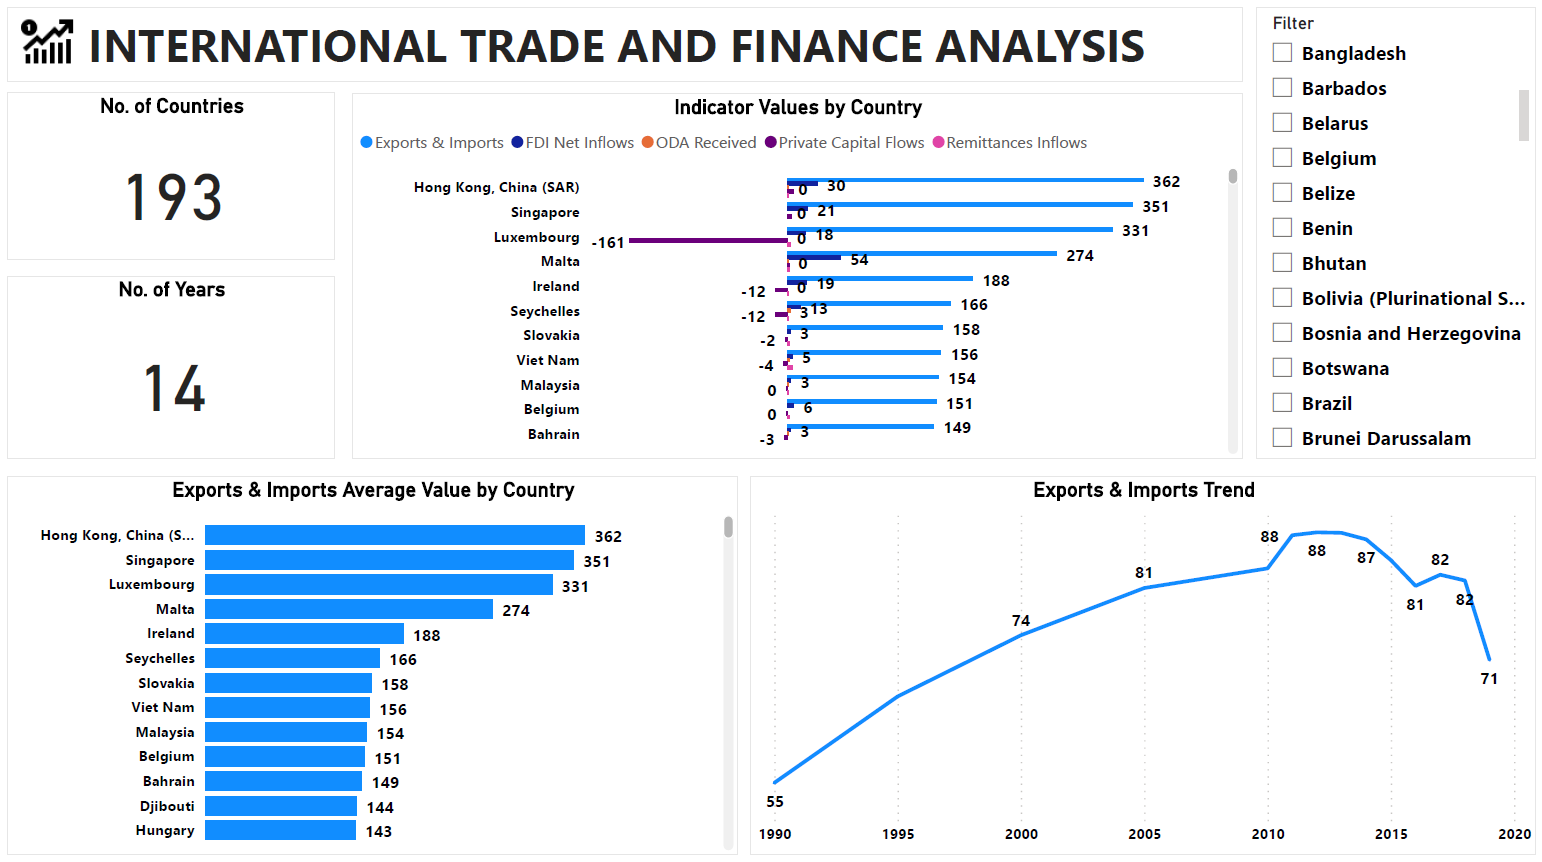 INTERNATIONAL TRADE AND FINANCE ANALYSIS
No. of Countries
193
No. of Years
14
Indicator Values by Country
Exports & Imports FDI Net Inflows ODA Received Private Capital Flows Remittances Inflows
Hong Kong, China (SAR) 0 30 362
Singapore 0 21 351
Luxembourg -161 0 18 331
Malta 0 54 274
Ireland -12 0 19 188
Seychelles -12 3 13 166
Slovakia -2 3 158
Viet Nam -4 5 156
Malaysia 0 3 154
Belgium 0 6 151
Bahrain -3 3 149
Filter
Bangladesh
Barbados
Belarus
Belgium
Belize
Benin
Bhutan
Bolivia (Plurinational S...
Bosnia and Herzegovina
Botswana
Brazil
Brunei Darussalam
Exports & Imports Average Value by Country
Hong Kong, China (S... 362
Singapore 351
Luxembourg 331
Malta 274
Ireland 188
Seychelles 166
Slovakia 158
Viet Nam 156
Malaysia 154
Belgium 151
Bahrain 149
Djibouti 144
Hungary 143
Exports & Imports Trend
55 74 81 88 88 87 81 82 82 71
1990 1995 2000 2005 2010 2015 2020